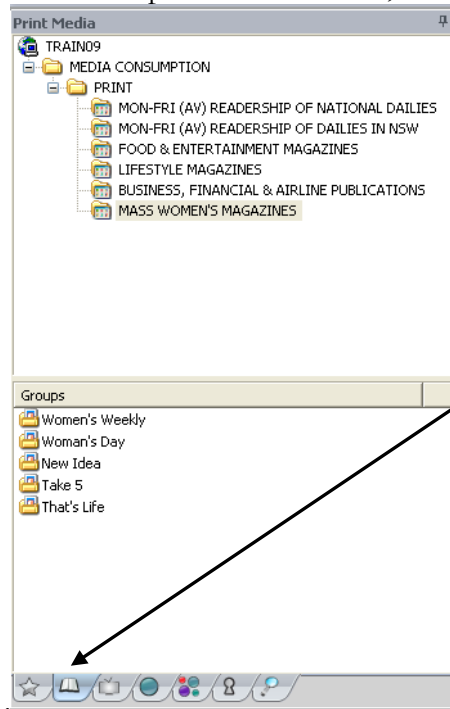 Print Media
TRAIN09
MEDIA CONSUMPTION
PRINT
MON-FRI (AV) READERSHIP OF NATIONAL DAILIES
MON-FRI (AV) READERSHIP OF DAILIES IN NSW
FOOD & ENTERTAINMENT MAGAZINES
LIFESTYLE MAGAZINES
BUSINESS, FINANCIAL & AIRLINE PUBLICATIONS
MASS WOMEN'S MAGAZINES
Groups
Women's Weekly
Woman's Day
New Idea
Take 5
That's Life